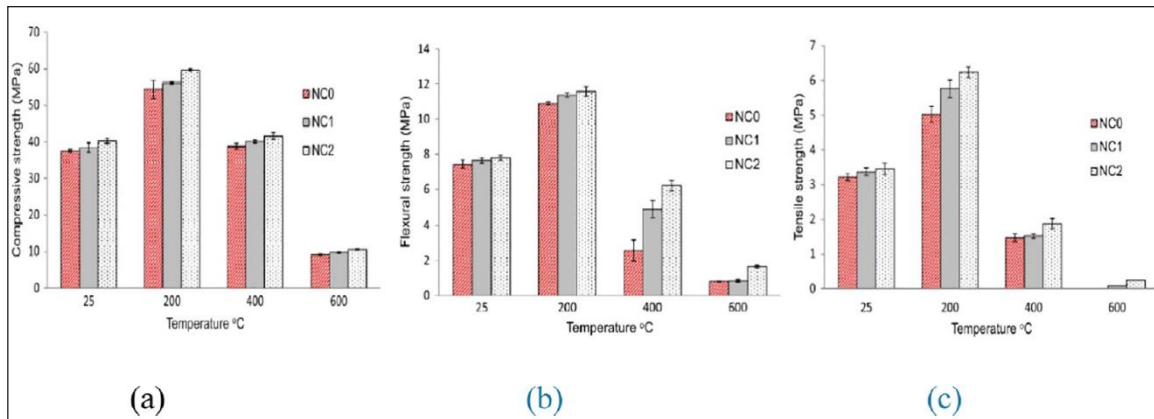 Compressive strength (MPa)
70
60
50
40
30
20
10
0
25 200 400 600
Temperature °C
NC0
NC1
NC2
(a)
Flexural strength (MPa)
14
12
10
8
6
4
2
0
25 200 400 600
Temperature °C
NC0
NC1
NC2
(b)
Tensile strength (MPa)
7
6
5
4
3
2
1
0
25 200 400 600
Temperature °C
NC0
NC1
NC2
(c)